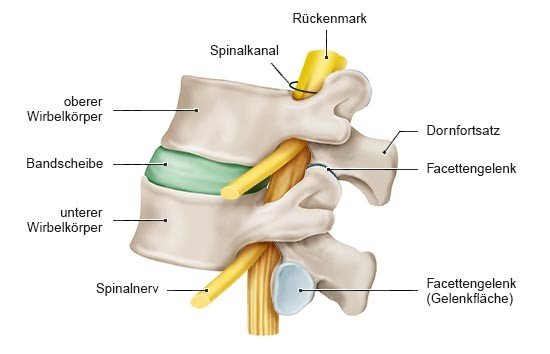 Rückenmark
Spinalkanal
oberer
Wirbelkörper
Dornfortsatz
Bandscheibe
Facettengelenk
unterer
Wirbelkörper
Spinalnerv
Facettengelenk
(Gelenkfläche)